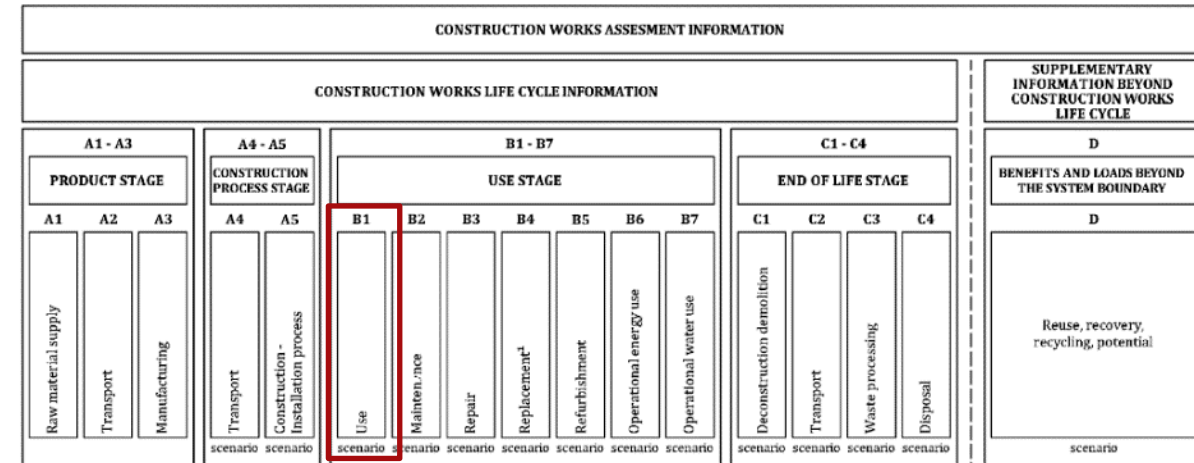 CONSTRUCTION WORKS ASSESMENT INFORMATION
CONSTRUCTION WORKS LIFE CYCLE INFORMATION
SUPPLEMENTARY
INFORMATION BEYOND
CONSTRUCTION WORKS
LIFE CYCLE
A1 - A3
A4 - A5
B1 - B7
C1 - C4
D
PRODUCT STAGE
CONSTRUCTION
PROCESS STAGE
USE STAGE
END OF LIFE STAGE
BENEFITS AND LOADS BEYOND
THE SYSTEM BOUNDARY
A1 A2 A3 A4 A5 B1 B2 B3 B4 B5 B6 B7 C1 C2 C3 C4 D
Raw material supply
Transport
Manufacturing
Transport
Construction -
Installation process
Use
Maintenance
Repair
Replacement¹
Refurbishment
Operational energy use
Operational water use
Deconstruction demolition
Transport
Waste processing
Disposal
Reuse, recovery,
recycling, potential
scenario scenario scenario scenario scenario scenario scenario scenario scenario scenario scenario scenario scenario scenario